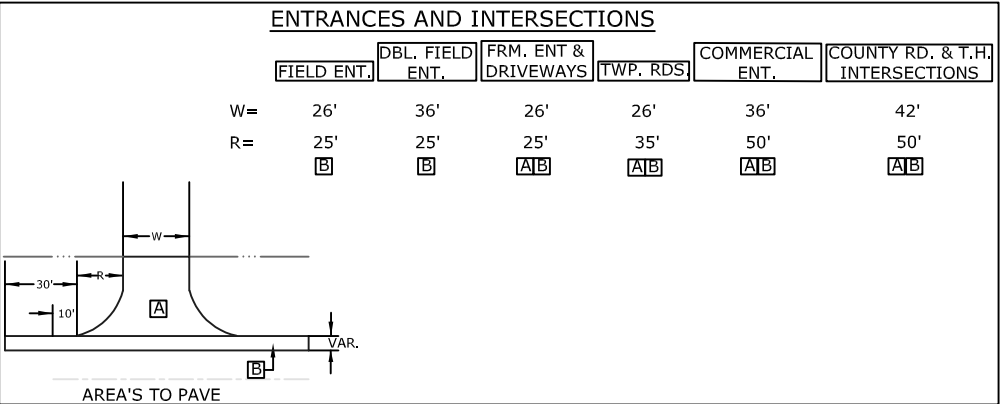 ENTRANCES AND INTERSECTIONS
FIELD ENT. DBL. FIELD ENT. FRM. ENT & DRIVEWAYS TWP. RDS. COMMERCIAL ENT. COUNTY RD. & T.H. INTERSECTIONS
W= 26' 36' 26' 26' 36' 42'
R= 25' 25' 25' 35' 50' 50'
B B A B A B A B A B
W
30' R
10' A
VAR.
B
AREA'S TO PAVE